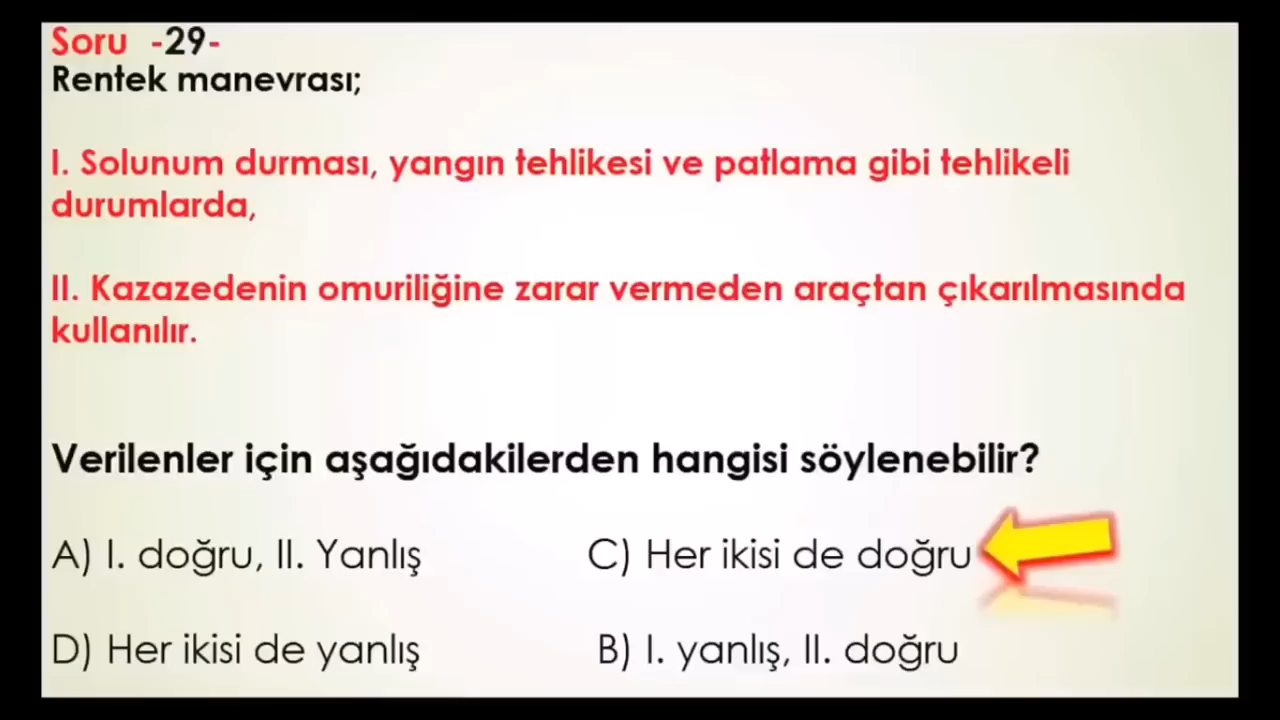 Soru -29-
Rentek manevrası;
I. Solunum durması, yangın tehlikesi ve patlama gibi tehlikeli
durumlarda,
II. Kazazedenin omuriliğine zarar vermeden araçtan çıkarılmasında
kullanılır.
Verilenler için aşağıdakilerden hangisi söylenebilir?
A) I. doğru, II. Yanlış
C) Her ikisi de doğru
D) Her ikisi de yanlış
B) I. yanlış, II. doğru